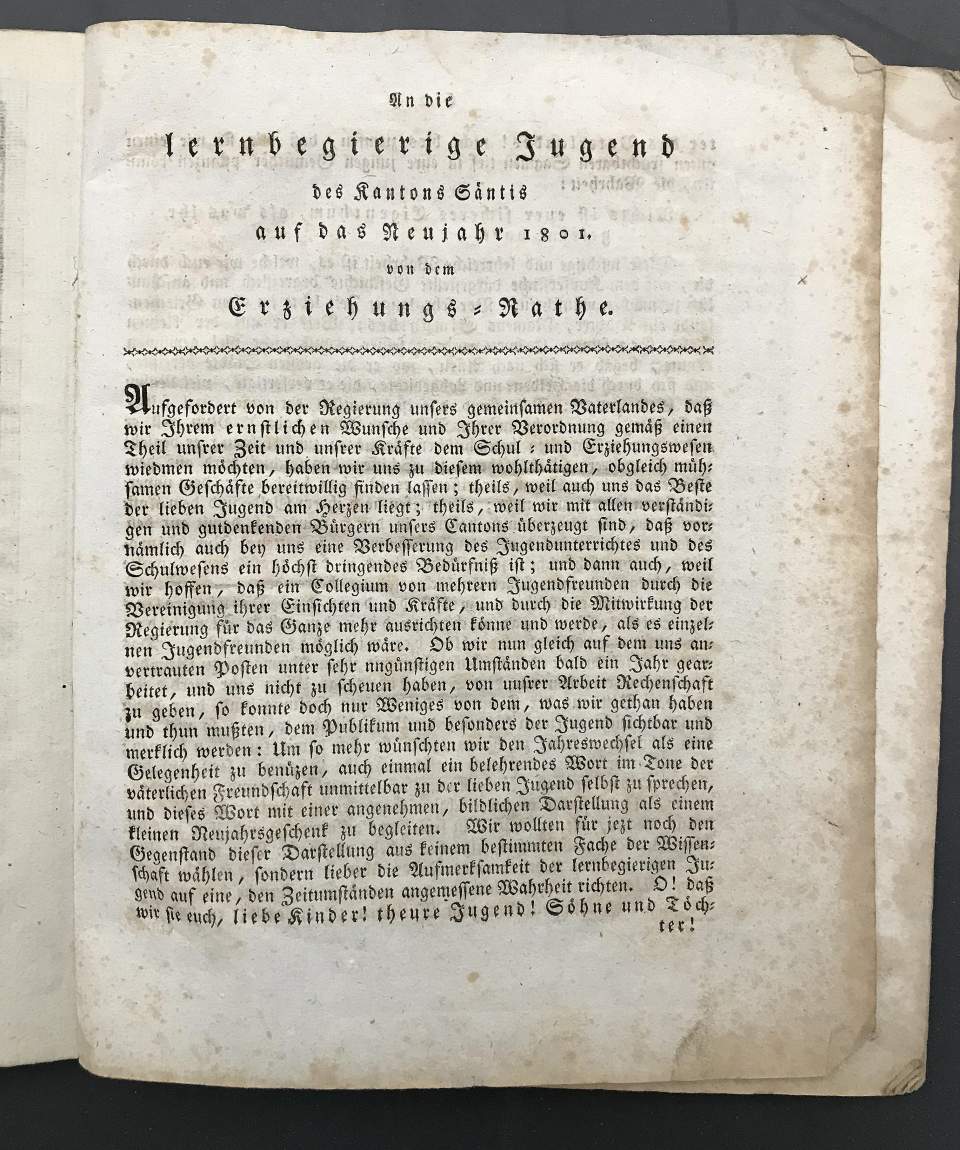 An die
lernbegierige Jugend
des Kantons Säntis
auf das Neujahr 1801.
von dem
Erziehungs-Rathe.
Aufgefordert von der Regierung unsers gemeinsamen Vaterlandes, daß
wir Ihrem ernstlichen Wunsche und Ihrer Verordnung gemäß einen
Theil unsrer Zeit und unsrer Kräfte dem Schul- und Erziehungswesen
wiedmen möchten, haben wir uns zu diesem wohlthätigen, obgleich müh-
samen Geschäfte bereitwillig finden lassen; theils, weil auch uns das Beste
der lieben Jugend am Herzen liegt; theils, weil wir mit allen verständi-
gen und gutdenkenden Bürgern unsers Cantons überzeugt sind, daß vor-
nämlich auch bey uns eine Verbesserung des Jugendunterrichtes und des
Schulwesens ein höchst dringendes Bedürfniß ist; und dann auch, weil
wir hoffen, daß ein Collegium von mehrern Jugendfreunden durch die
Vereinigung ihrer Einsichten und Kräfte, und durch die Mitwirkung der
Regierung für das Ganze mehr ausrichten könne und werde, als es einzel-
nen Jugendfreunden möglich wäre. Ob wir nun gleich auf dem uns an-
vertrauten Posten unter sehr nngünstigen Umständen bald ein Jahr gear-
beitet, und uns nicht zu scheuen haben, von unsrer Arbeit Rechenschaft
zu geben, so konnte doch nur Weniges von dem, was wir gethan haben
und thun mußten, dem Publikum und besonders der Jugend sichtbar und
merklich werden: Um so mehr wünschten wir den Jahreswechsel als eine
Gelegenheit zu benüzen, auch einmal ein belehrendes Wort im Tone der
väterlichen Freundschaft unmittelbar zu der lieben Jugend selbst zu sprechen,
und dieses Wort mit einer angenehmen, bildlichen Darstellung als einem
kleinen Neujahrsgeschenk zu begleiten. Wir wollten für jezt noch den
Gegenstand dieser Darstellung aus keinem bestimmten Fache der Wissen-
schaft wählen, sondern lieber die Aufmerksamkeit der lernbegierigen Ju-
gend auf eine, den Zeitumständen angemessene Wahrheit richten. O! daß
wir sie euch, liebe Kinder! theure Jugend! Söhne und Töch-
ter!